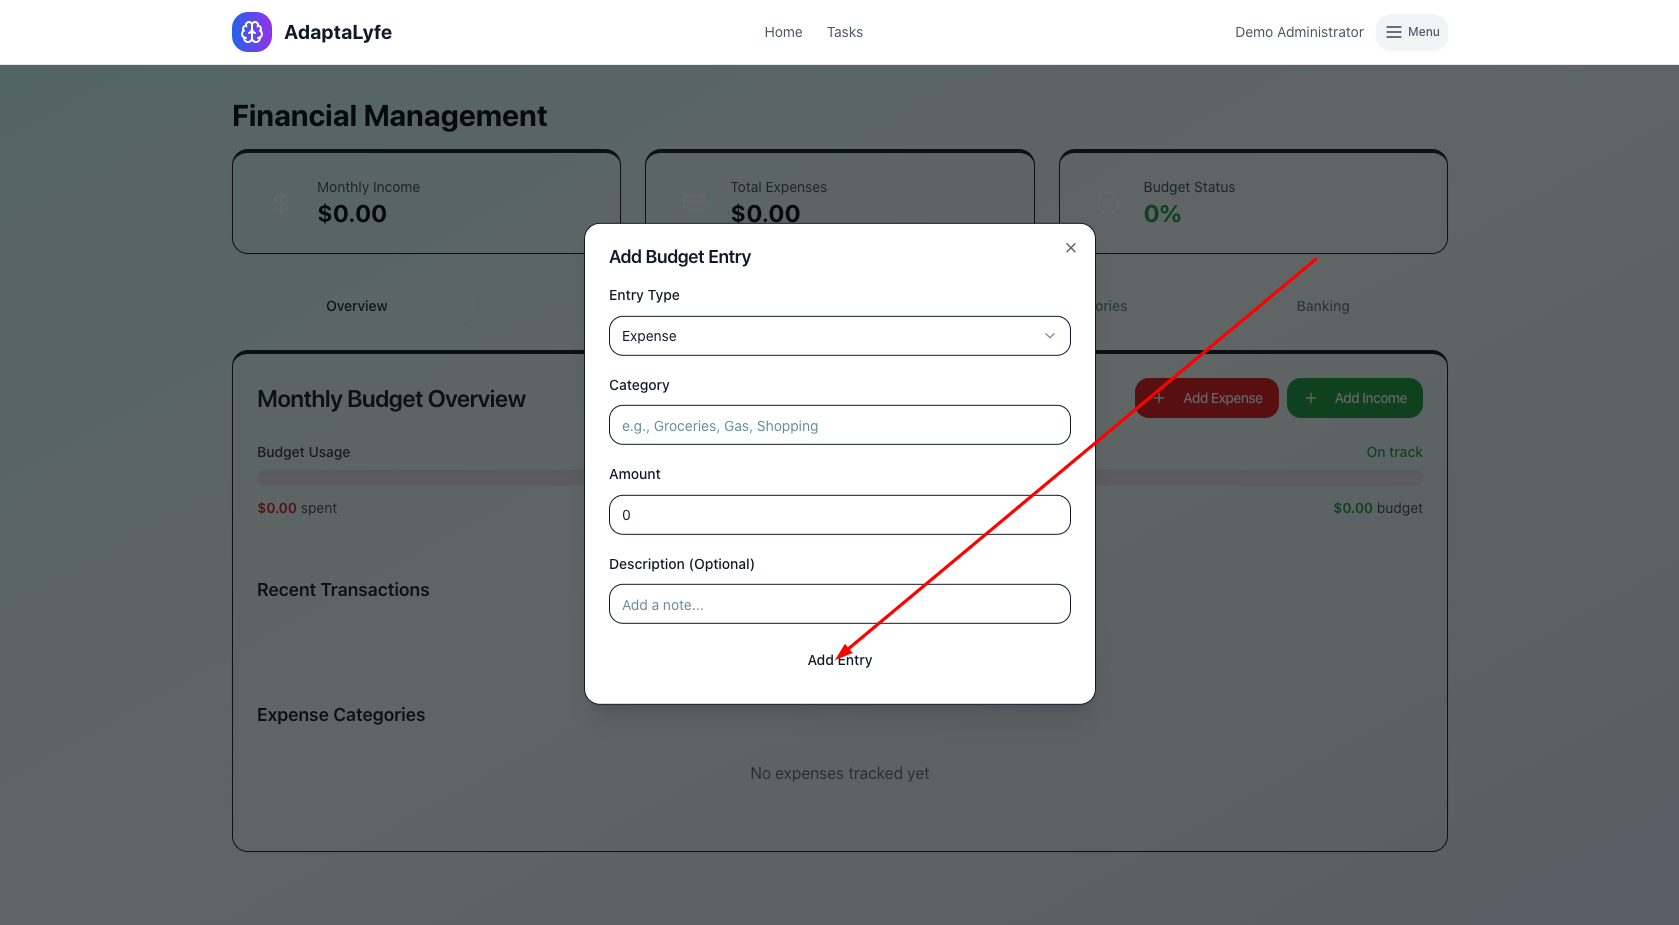 AdaptaLyfe
Home
Tasks
Demo Administrator
Menu
Financial Management
Monthly Income
$0.00
Total Expenses
$0.00
Budget Status
0%
Overview
ories
Banking
Monthly Budget Overview
Add Expense
Add Income
Budget Usage
On track
$0.00 spent
$0.00 budget
Recent Transactions
Expense Categories
No expenses tracked yet
Add Budget Entry
Entry Type
Expense
Category
e.g., Groceries, Gas, Shopping
Amount
0
Description (Optional)
Add a note...
Add Entry